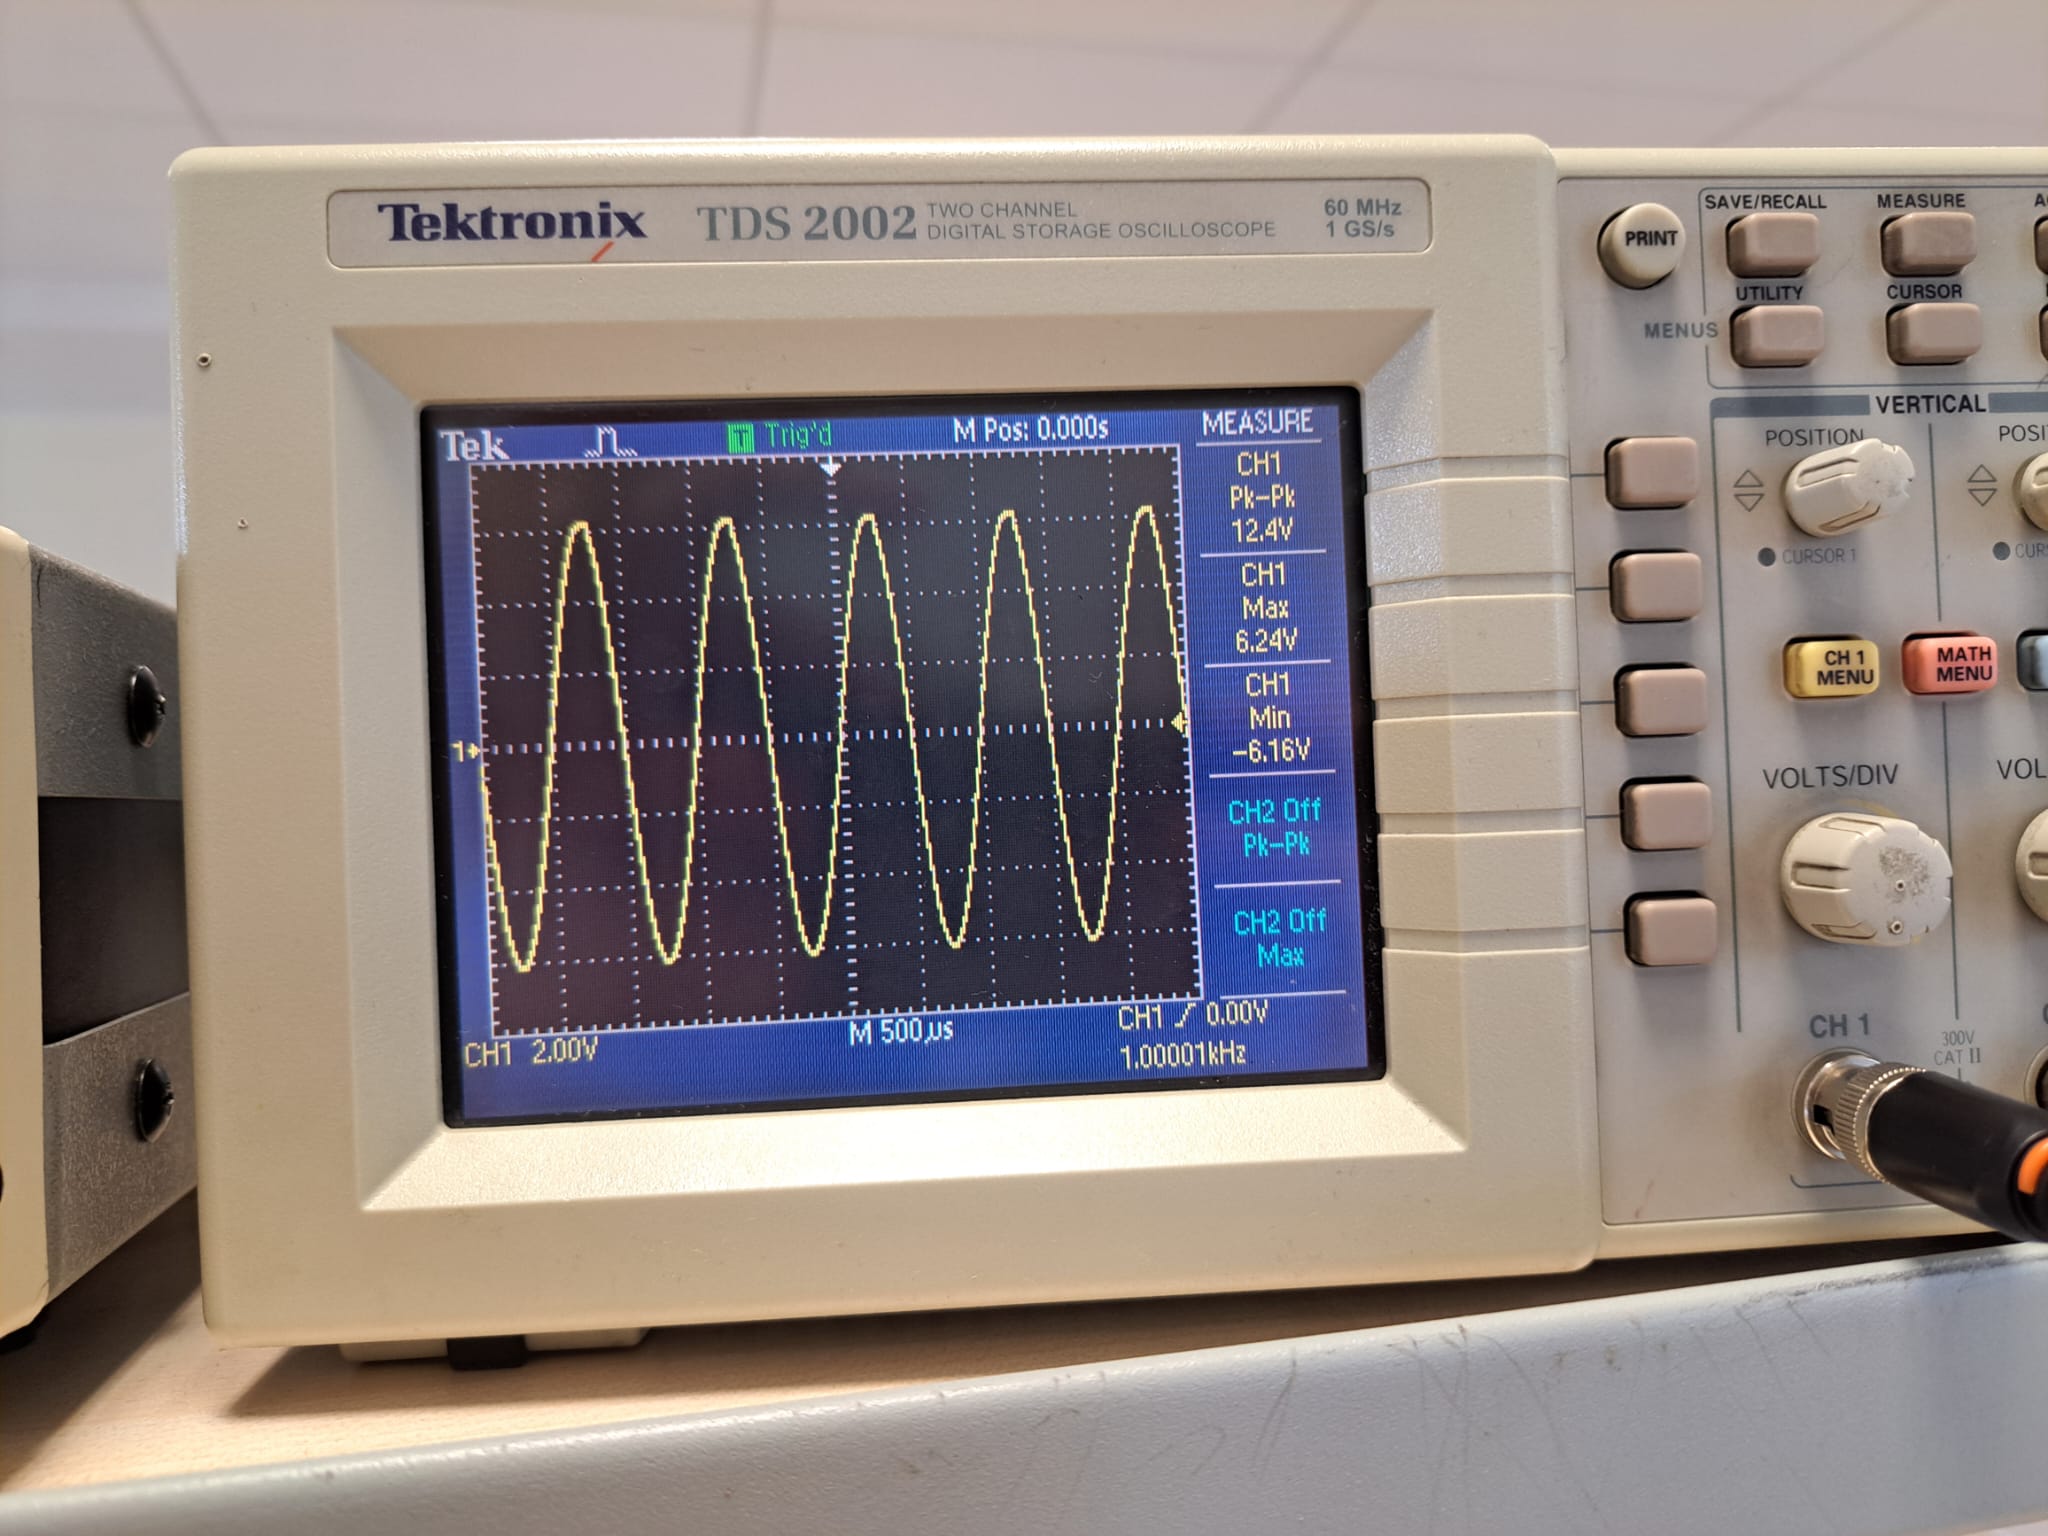 Tektronix TDS 2002 TWO CHANNEL
DIGITAL STORAGE OSCILLOSCOPE
60 MHz
1 GS/s
Tek
T Trig'd
M Pos: 0.000s
MEASURE
CH1
Pk-Pk
12.4V
CH1
Max
6.24V
CH1
Min
-6.16V
CH2 Off
Pk-Pk
CH2 Off
Max
1
CH1 2.00V
M 500µs
CH1 0.00V
1.00001kHz
PRINT
SAVE/RECALL
MEASURE
UTILITY
CURSOR
MENUS
VERTICAL
POSITION
CURSOR 1
CH 1
MENU
MATH
MENU
VOLTS/DIV
CH 1
300V
CAT II